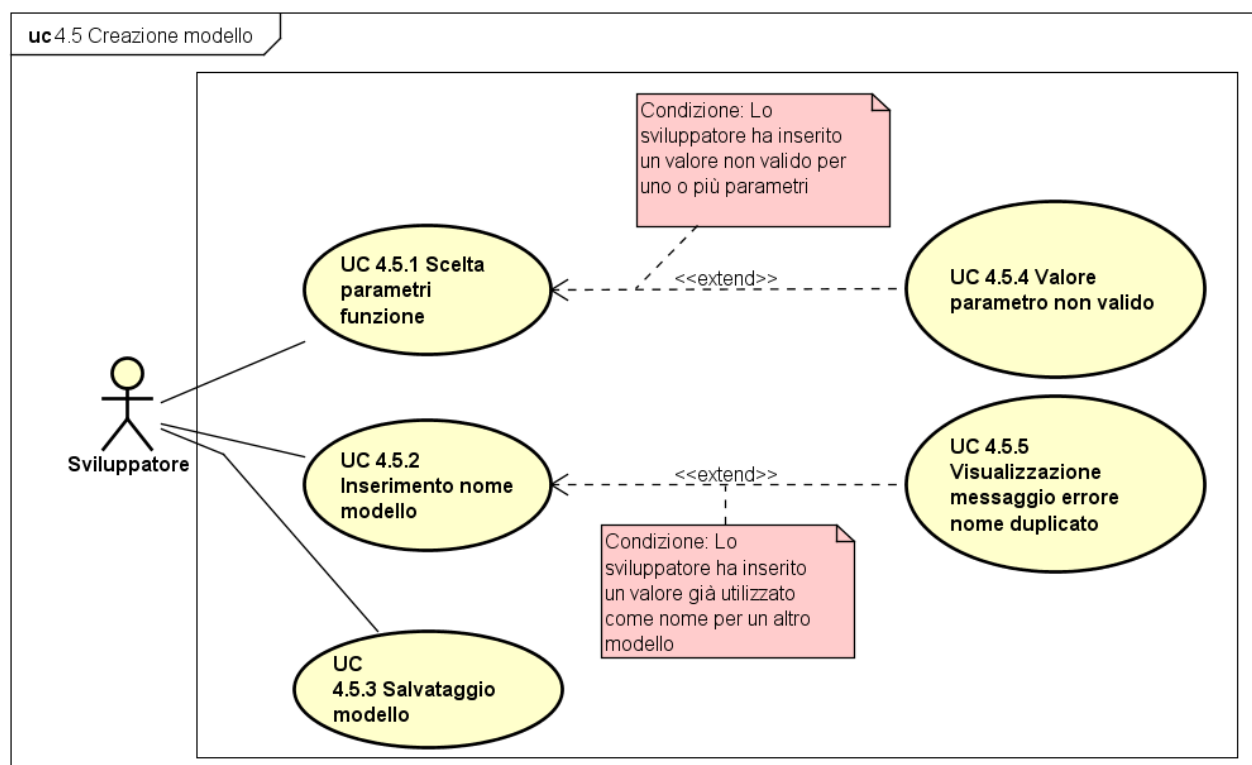 uc 4.5 Creazione modello
Condizione: Lo
sviluppatore ha inserito
un valore non valido per
uno o più parametri
UC 4.5.1 Scelta
parametri
funzione
<<extend>>
UC 4.5.4 Valore
parametro non valido
Sviluppatore
UC 4.5.2
Inserimento nome
modello
<<extend>>
UC 4.5.5
Visualizzazione
messaggio errore
nome duplicato
Condizione: Lo
sviluppatore ha inserito
un valore già utilizzato
come nome per un altro
modello
UC
4.5.3 Salvataggio
modello